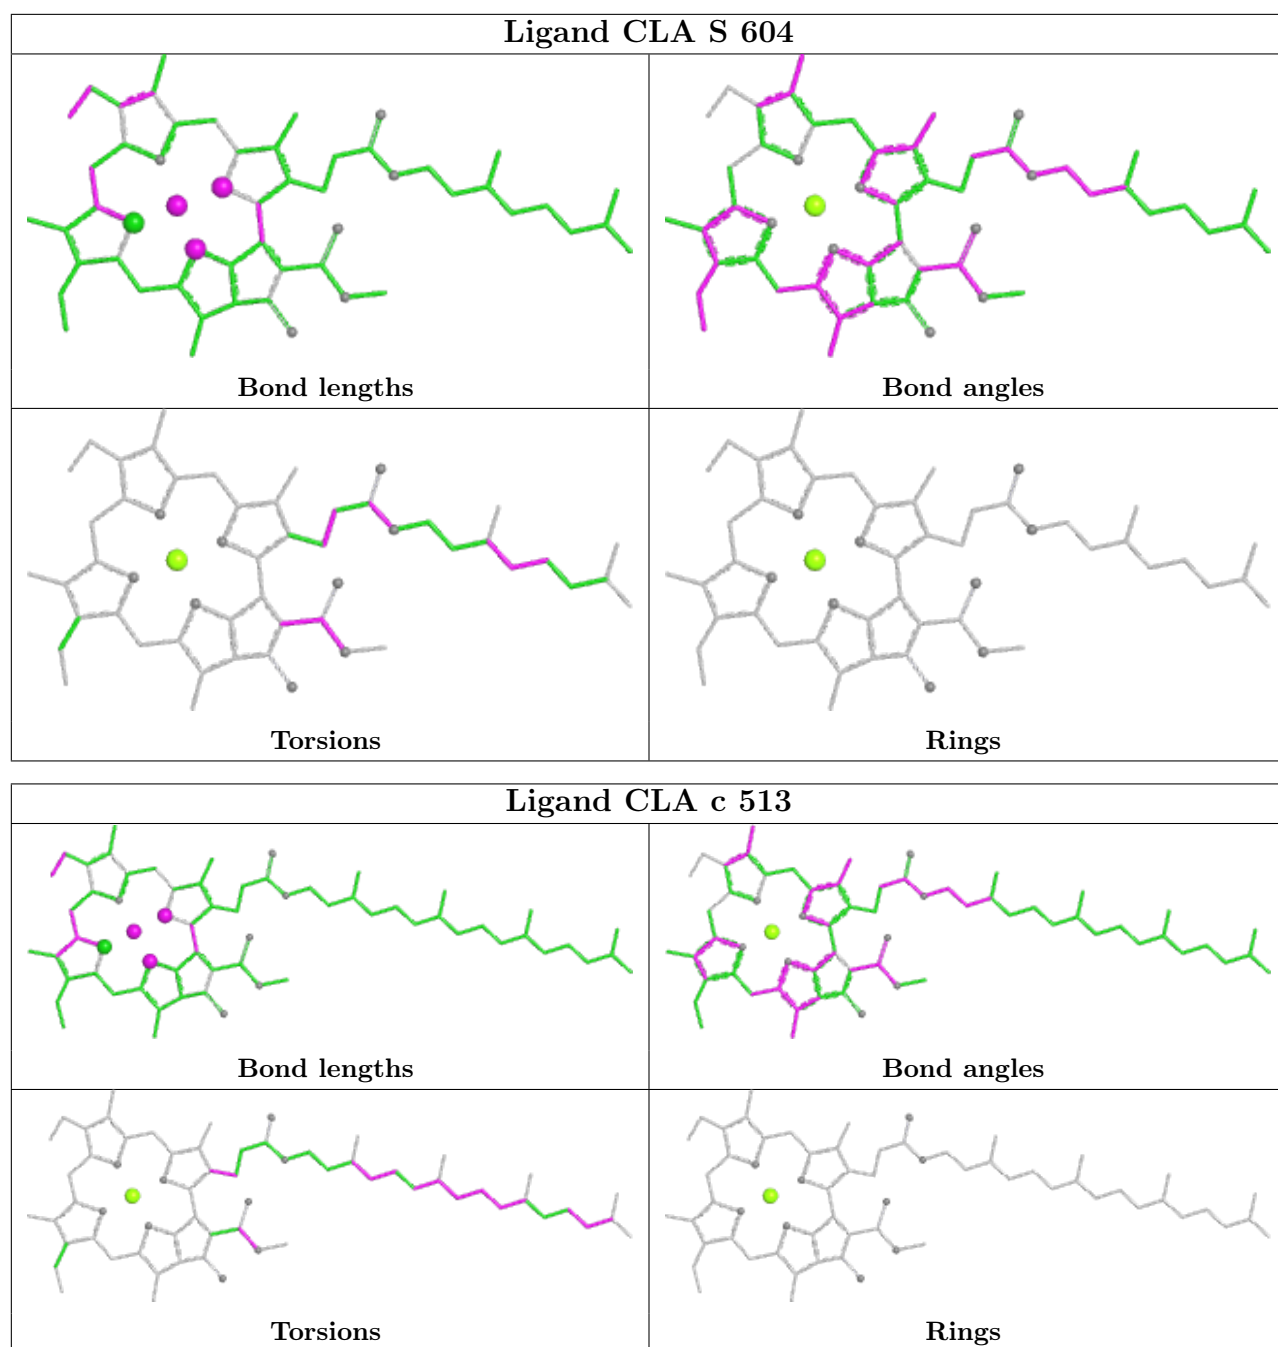 Ligand CLA S 604
Bond lengths
Bond angles
Torsions
Rings
Ligand CLA c 513
Bond lengths
Bond angles
Torsions
Rings